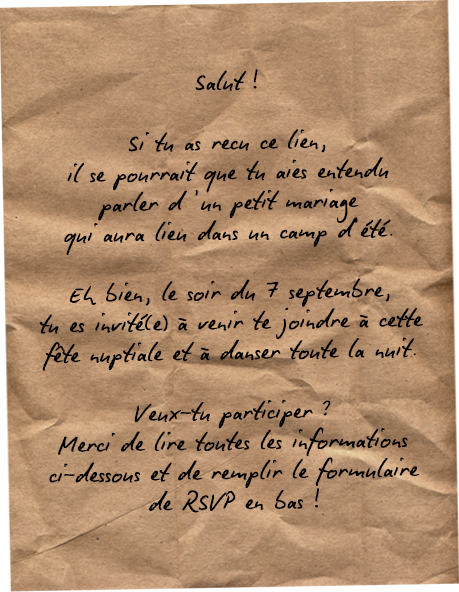 Salut !
Si tu as recu ce lien,
il se pourrait que tu aies entendu
parler d'un petit mariage
qui aura lieu dans un camp d'été.
Eh bien, le soir du 7 septembre,
tu es invité(e) à venir te joindre à cette
fête nuptiale et à danser toute la nuit.
Veux-tu participer ?
Merci de lire toutes les informations
ci-dessous et de remplir le formulaire
de RSVP en bas !